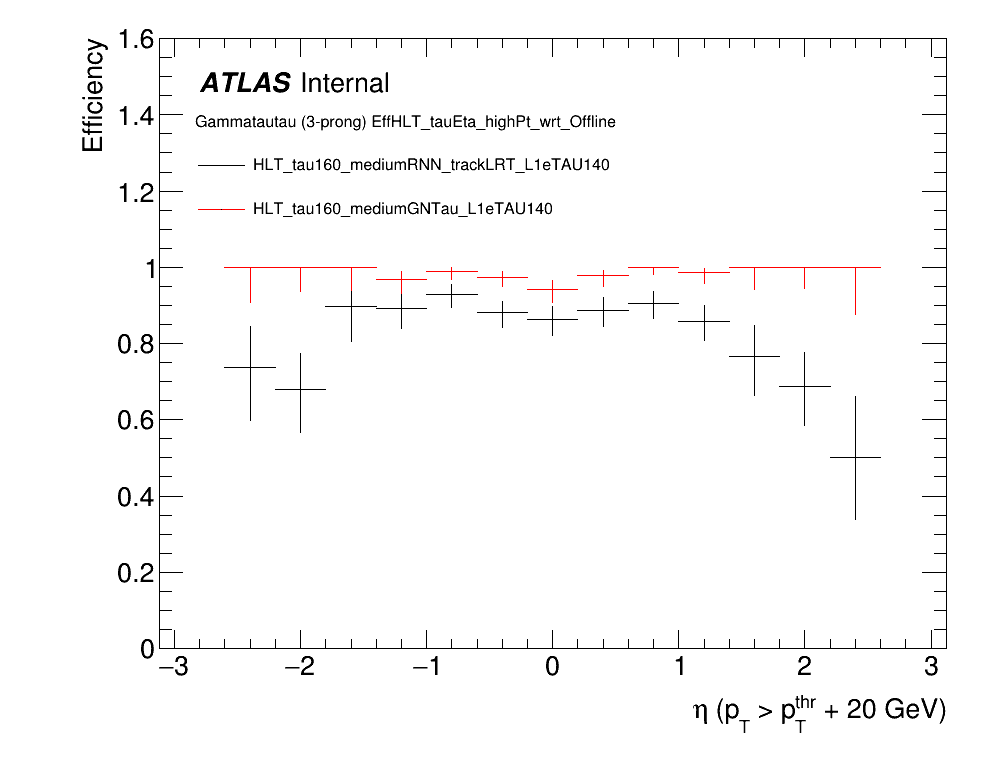 Efficiency
1.6
1.4
1.2
1
0.8
0.6
0.4
0.2
0
ATLAS Internal
Gammatautau (3-prong) EffHLT_tauEta_highPt_wrt_Offline
HLT_tau160_mediumRNN_trackLRT_L1eTAU140
HLT_tau160_mediumGNTau_L1eTAU140
−3 −2 −1 0 1 2 3
η (p_T > p_T^thr + 20 GeV)